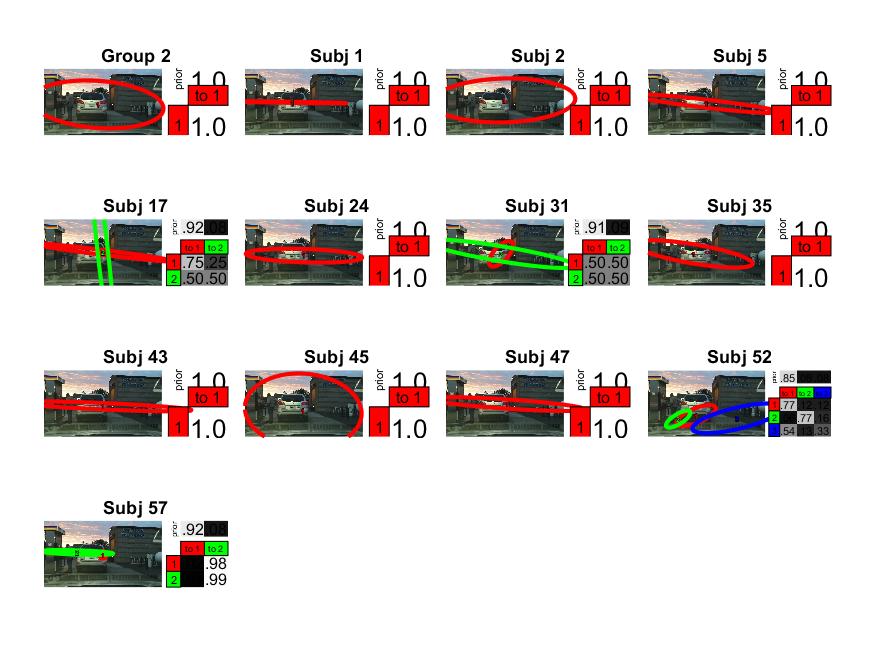 Group 2
Subj 1
Subj 2
Subj 5
prior 1.0
to 1
1 1.0
prior 1.0
to 1
1 1.0
prior 1.0
to 1
1 1.0
prior 1.0
to 1
1 1.0
Subj 17
Subj 24
Subj 31
Subj 35
prior .92 .08
to 1 to 2
1 .75 .25
2 .50 .50
prior 1.0
to 1
1 1.0
prior .91 .09
to 1 to 2
1 .50 .50
2 .50 .50
prior 1.0
to 1
1 1.0
Subj 43
Subj 45
Subj 47
Subj 52
prior 1.0
to 1
1 1.0
prior 1.0
to 1
1 1.0
prior 1.0
to 1
1 1.0
prior .85
to 1 to 2
1 .77 .12 .12
2 .77 .16
.54 .13 .33
Subj 57
prior .92 .08
to 1 to 2
1 .98
2 .99